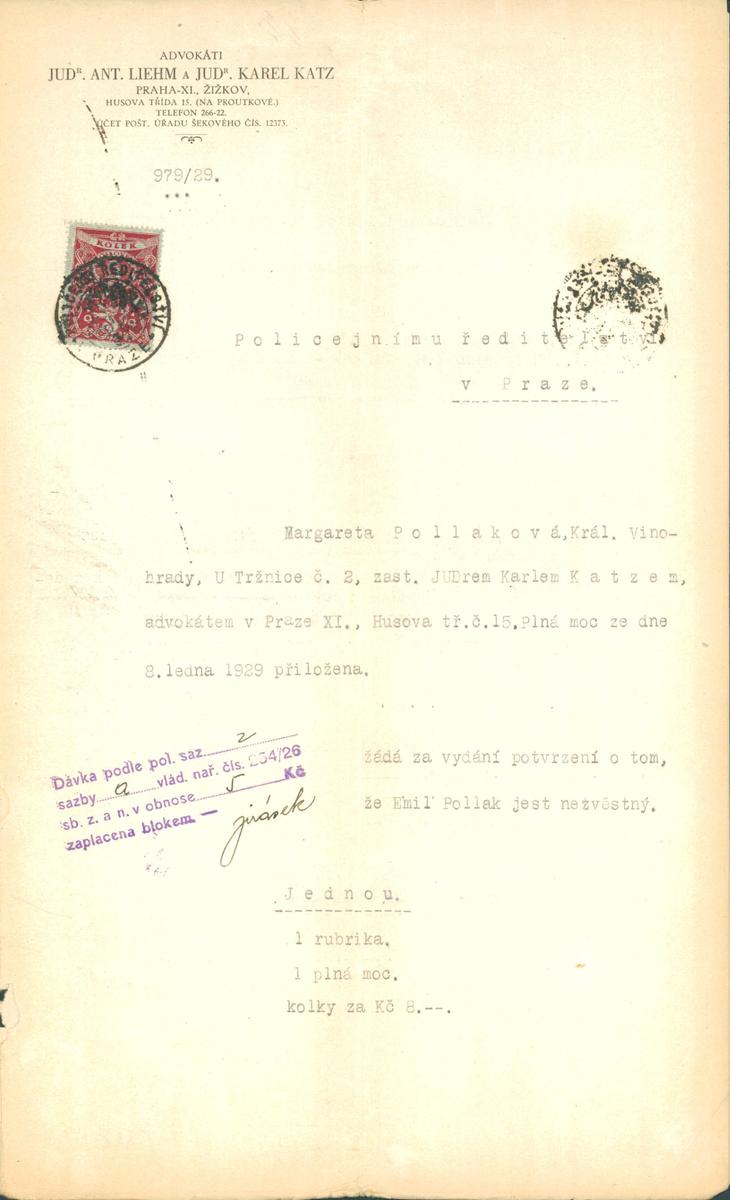 ADVOKÁTI
JUDR. ANT. LIEHM A JUDR. KAREL KATZ
PRAHA-XI., ŽIŽKOV,
HUSOVA TŘÍDA 15. (NA PROUTKOVÉ.)
TELEFON 266-22.
ÚČET POŠT. ÚŘADU ŠEKOVÉHO ČÍS. 12373.
979/29.
KOLEK
PRAZE
Policejnímu ředitelství
v Praze.
Margareta Pollaková, Král. Vino-
hrady, U Tržnice č. 2, zast. JUDrem Karlem Katzem,
advokátem v Praze XI., Husova tř.č.15.Plná moc ze dne
8.ledna 1929 přiložena.
žádá za vydání potvrzení o tom,
že Emil Pollak jest nezvěstný.
Dávka podle pol. saz. 2
sazby a vlád. nař. čís. 254/26
sb. z. a n. v obnose 5 Kč
zaplacena blokem. —
jirásek
Jednou.
1 rubrika.
1 plná moc.
kolky za Kč 8.--.